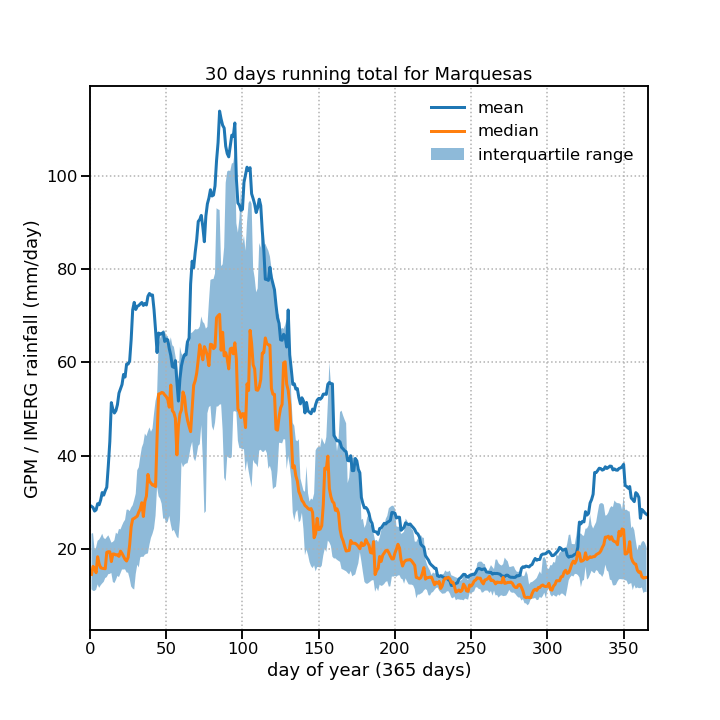 30 days running total for Marquesas
mean
median
interquartile range
GPM / IMERG rainfall (mm/day)
100
80
60
40
20
0 50 100 150 200 250 300 350
day of year (365 days)